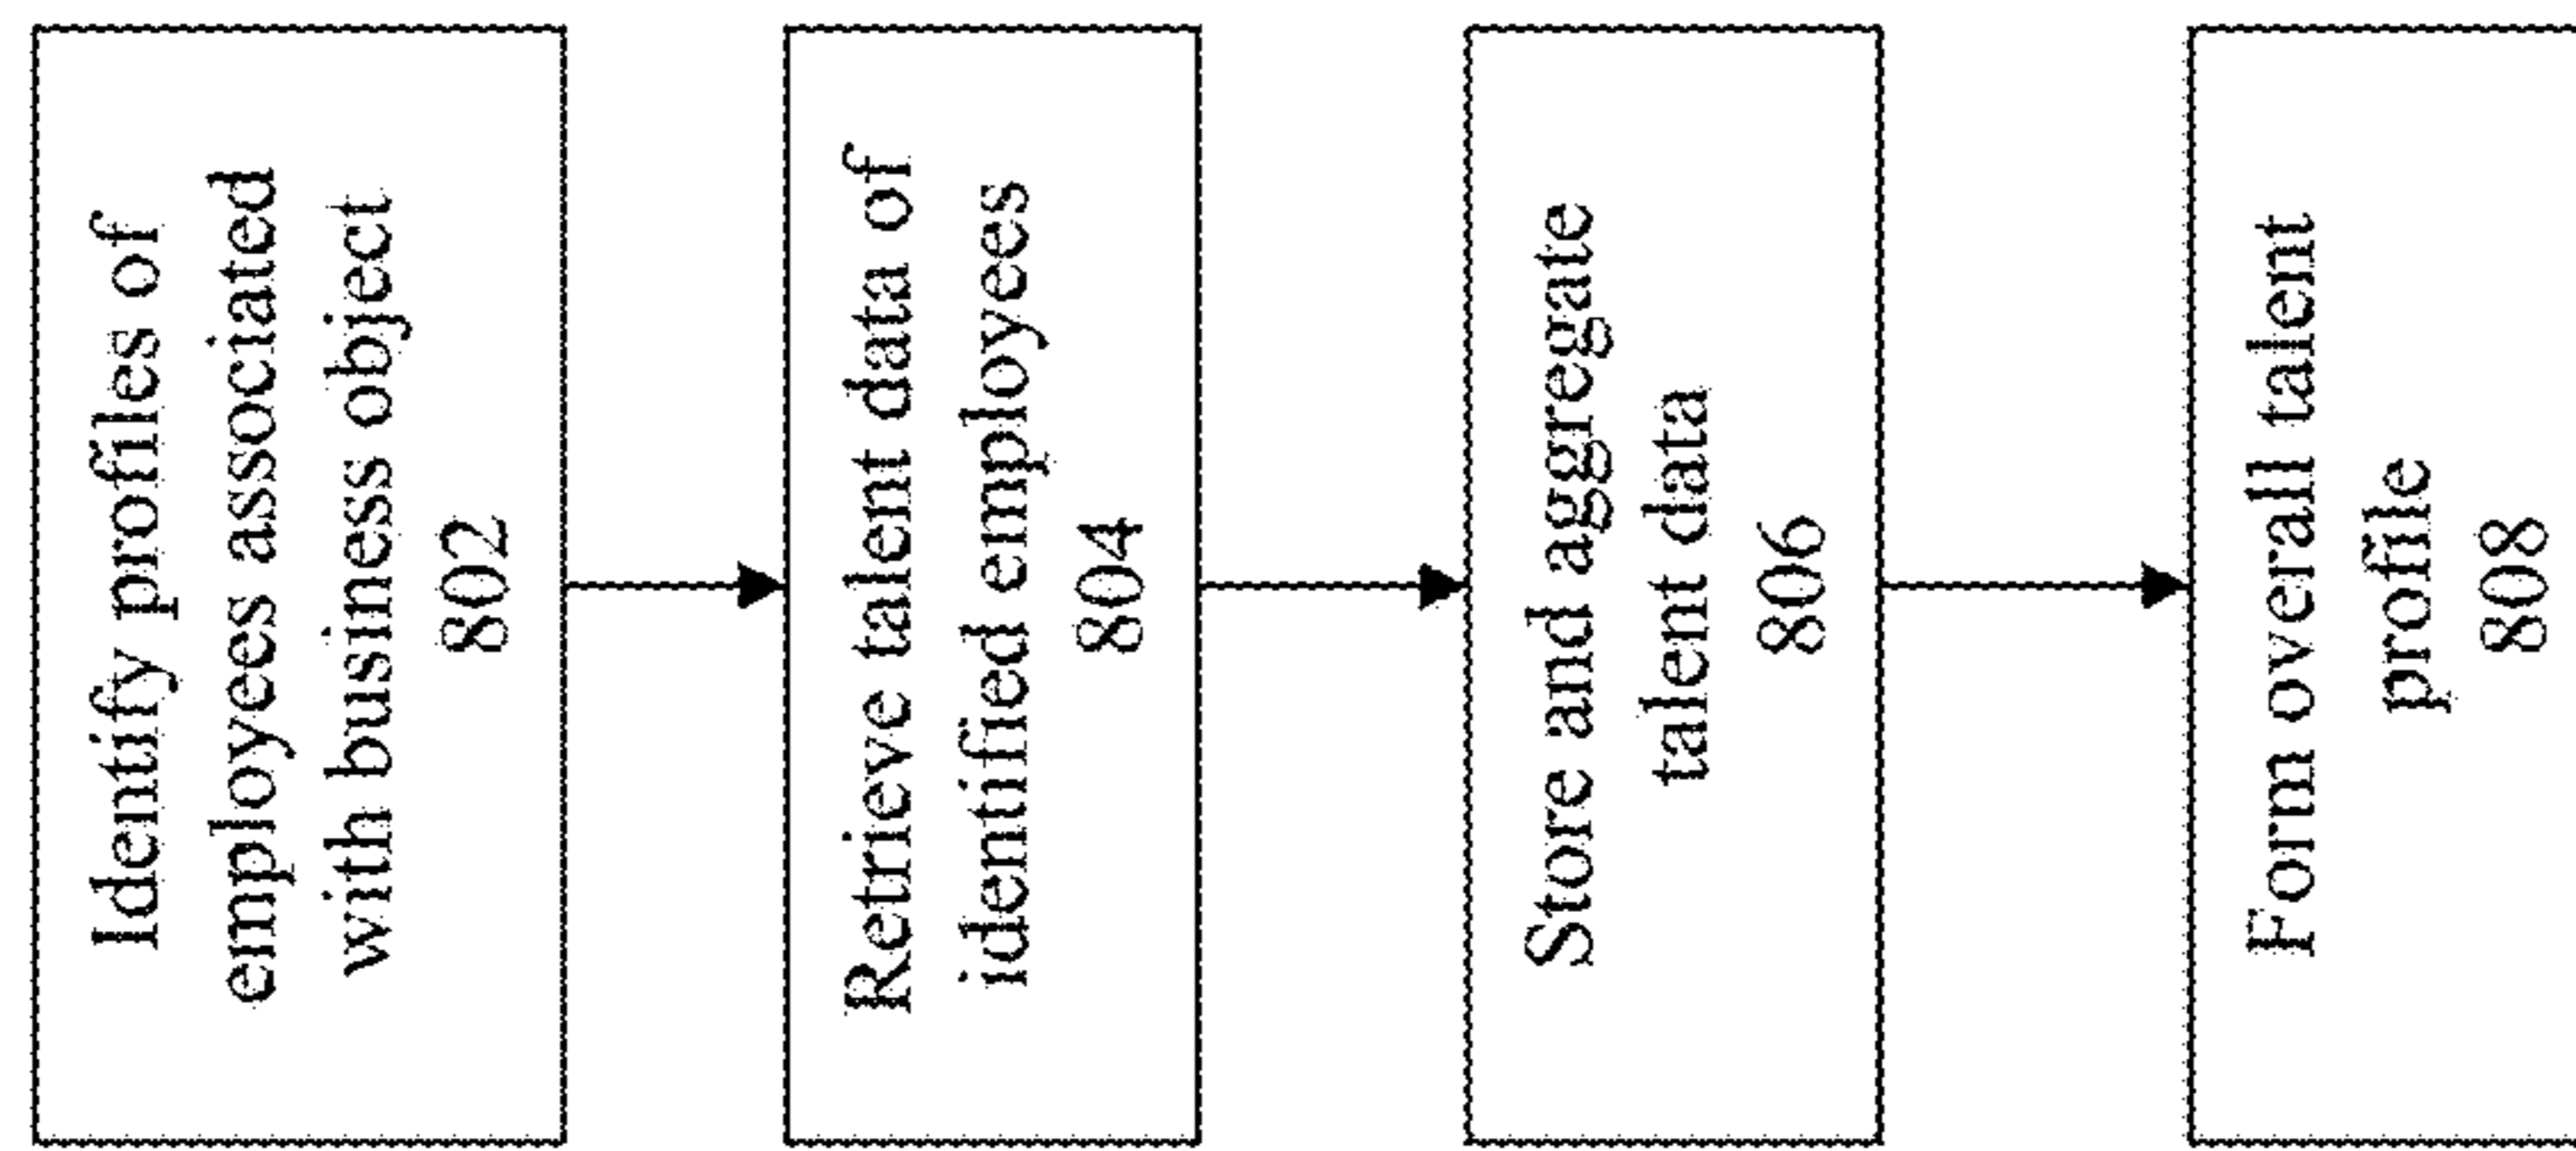 Identify profiles of
employees associated
with business object
802
Retrieve talent data of
identified employees
804
Store and aggregate
talent data
806
Form overall talent
profile
808